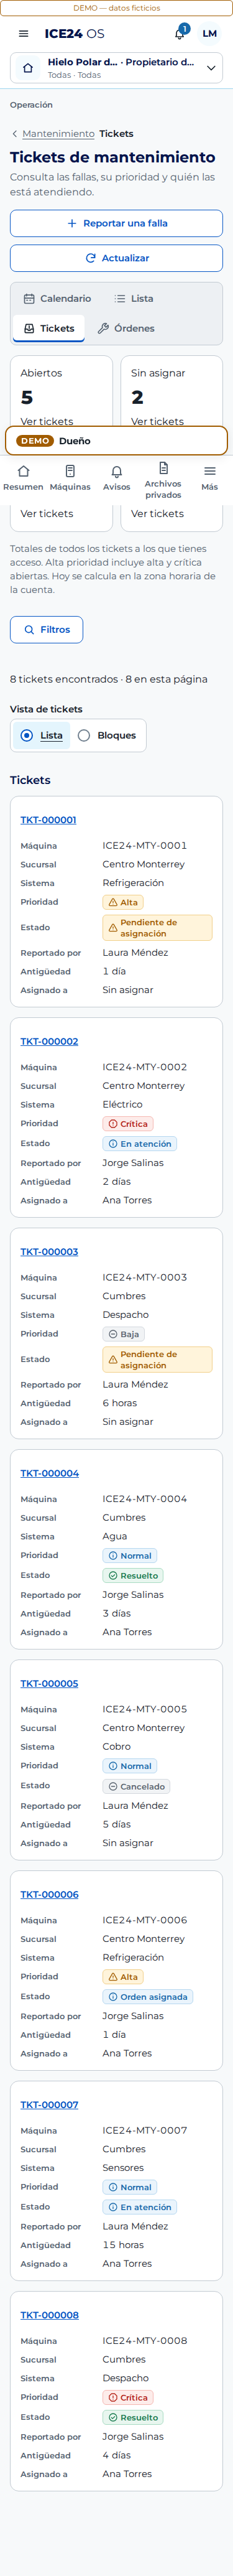 DEMO — datos ficticios
ICE24 OS
1
LM
Hielo Polar d... · Propietario d...
Todas · Todas
Operación
Mantenimiento Tickets
Tickets de mantenimiento
Consulta las fallas, su prioridad y quién las
está atendiendo.
Reportar una falla
Actualizar
Calendario
Lista
Tickets
Órdenes
Abiertos
5
Ver tickets
Sin asignar
2
Ver tickets
DEMO Dueño
Resumen
Máquinas
Avisos
Archivos
privados
Más
Ver tickets
Ver tickets
Totales de todos los tickets a los que tienes
acceso. Alta prioridad incluye alta y crítica
abiertas. Hoy se calcula en la zona horaria de
la cuenta.
Filtros
8 tickets encontrados · 8 en esta página
Vista de tickets
Lista
Bloques
Tickets
TKT-000001
Máquina ICE24-MTY-0001
Sucursal Centro Monterrey
Sistema Refrigeración
Prioridad Alta
Estado Pendiente de
asignación
Reportado por Laura Méndez
Antigüedad 1 día
Asignado a Sin asignar
TKT-000002
Máquina ICE24-MTY-0002
Sucursal Centro Monterrey
Sistema Eléctrico
Prioridad Crítica
Estado En atención
Reportado por Jorge Salinas
Antigüedad 2 días
Asignado a Ana Torres
TKT-000003
Máquina ICE24-MTY-0003
Sucursal Cumbres
Sistema Despacho
Prioridad Baja
Estado Pendiente de
asignación
Reportado por Laura Méndez
Antigüedad 6 horas
Asignado a Sin asignar
TKT-000004
Máquina ICE24-MTY-0004
Sucursal Cumbres
Sistema Agua
Prioridad Normal
Estado Resuelto
Reportado por Jorge Salinas
Antigüedad 3 días
Asignado a Ana Torres
TKT-000005
Máquina ICE24-MTY-0005
Sucursal Centro Monterrey
Sistema Cobro
Prioridad Normal
Estado Cancelado
Reportado por Laura Méndez
Antigüedad 5 días
Asignado a Sin asignar
TKT-000006
Máquina ICE24-MTY-0006
Sucursal Centro Monterrey
Sistema Refrigeración
Prioridad Alta
Estado Orden asignada
Reportado por Jorge Salinas
Antigüedad 1 día
Asignado a Ana Torres
TKT-000007
Máquina ICE24-MTY-0007
Sucursal Cumbres
Sistema Sensores
Prioridad Normal
Estado En atención
Reportado por Laura Méndez
Antigüedad 15 horas
Asignado a Ana Torres
TKT-000008
Máquina ICE24-MTY-0008
Sucursal Cumbres
Sistema Despacho
Prioridad Crítica
Estado Resuelto
Reportado por Jorge Salinas
Antigüedad 4 días
Asignado a Ana Torres